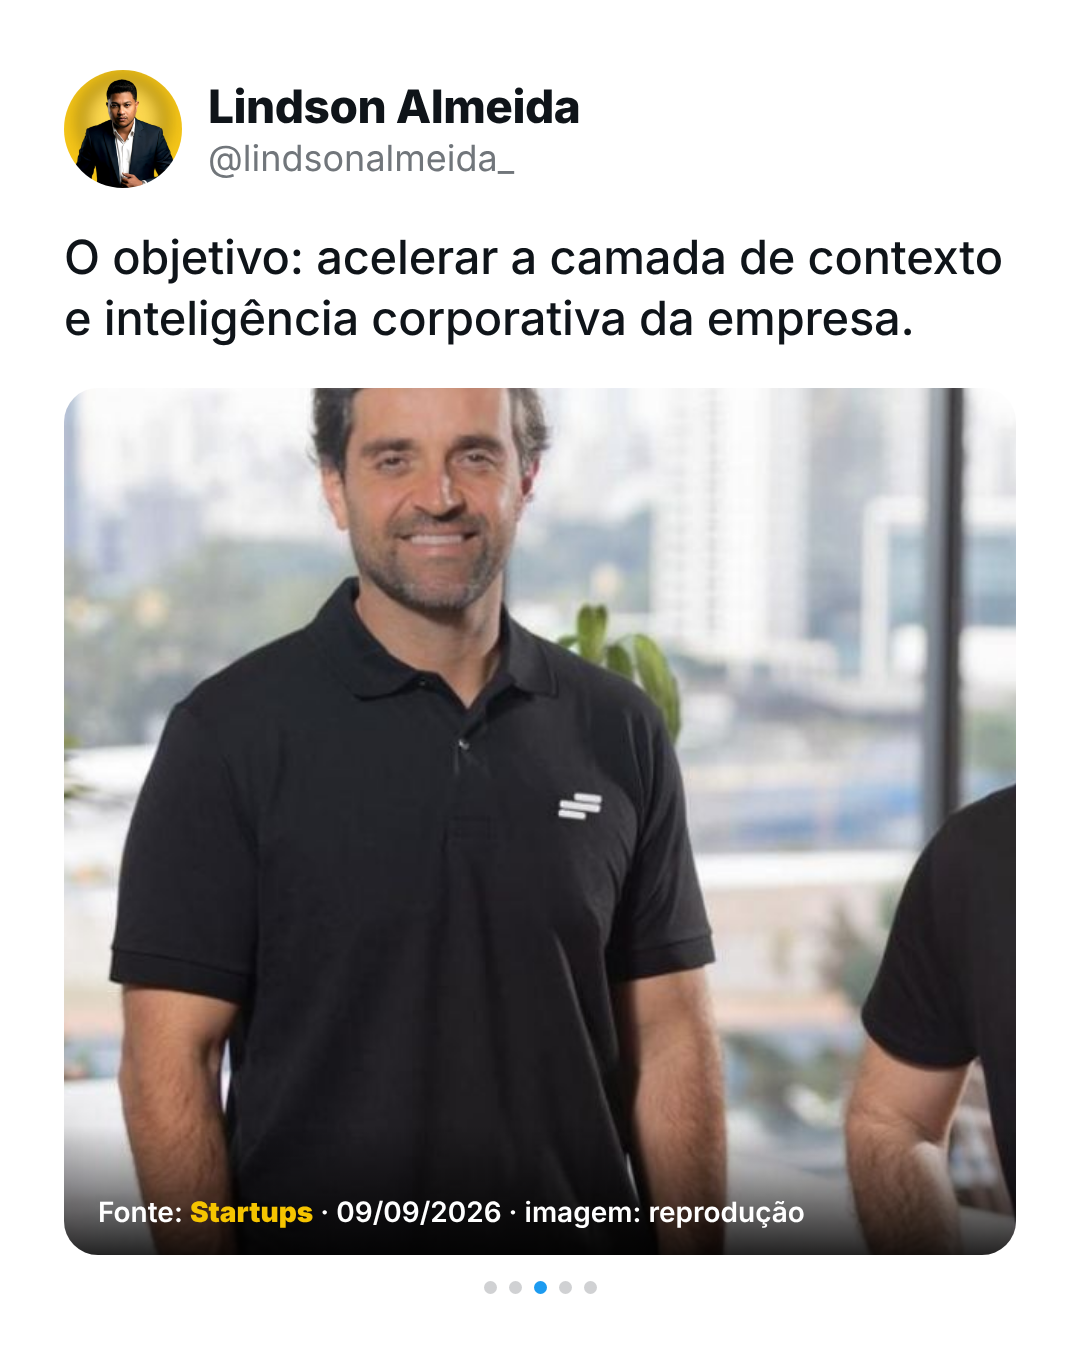 Lindson Almeida
@lindsonalmeida_
O objetivo: acelerar a camada de contexto
e inteligência corporativa da empresa.
Fonte: Startups · 09/09/2026 · imagem: reprodução